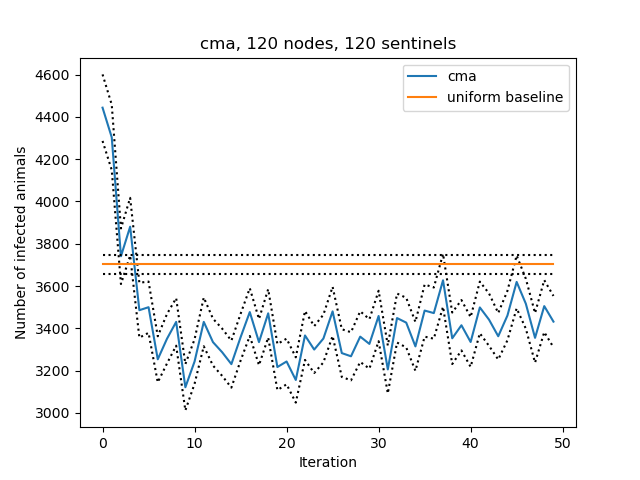 cma, 120 nodes, 120 sentinels
cma
uniform baseline
Number of infected animals
4600
4400
4200
4000
3800
3600
3400
3200
3000
0 10 20 30 40 50
Iteration